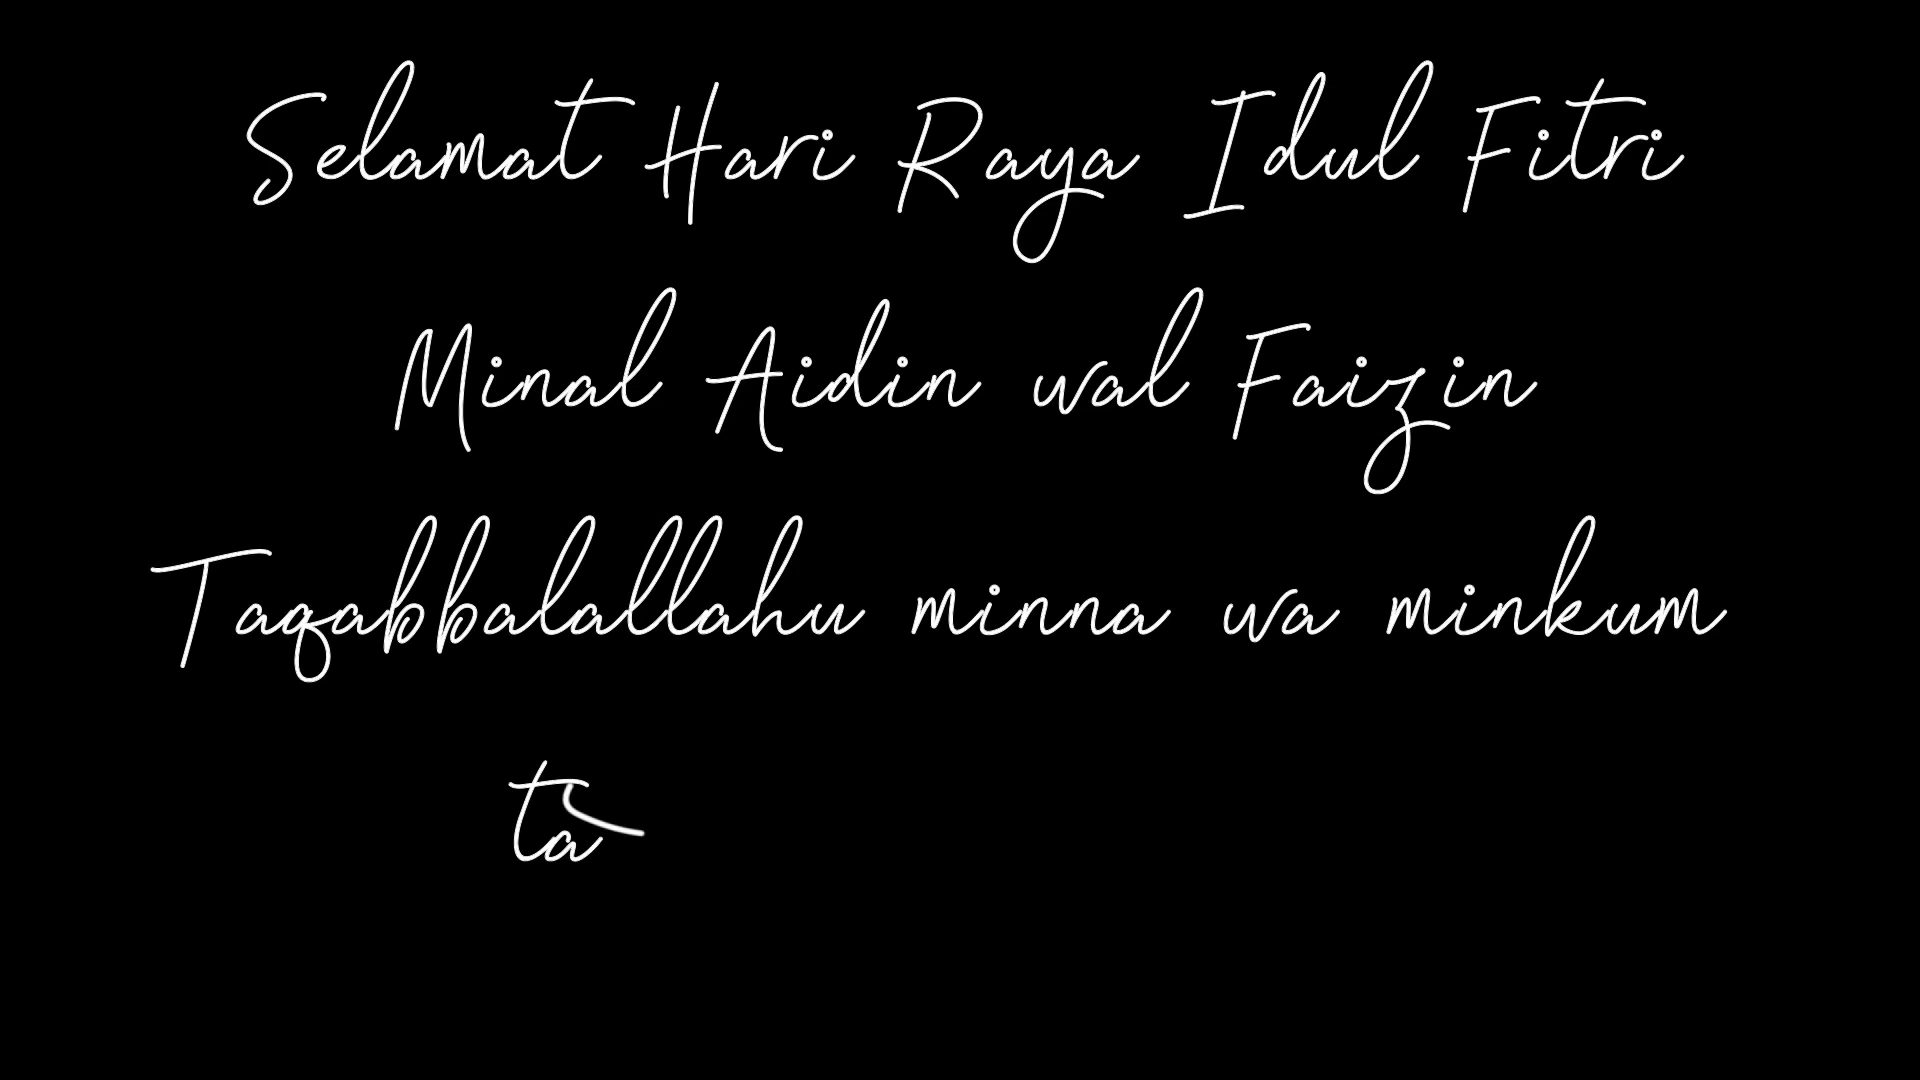 Selamat Hari Raya Idul Fitri
Minal Aidin wal Faizin
Taqabbalallahu minna wa minkum
ta